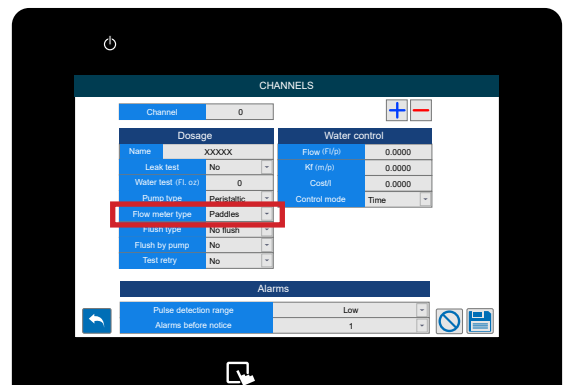 CHANNELS
Channel 0
Dosage
Name XXXXX
Leak test No
Water test (Fl. oz) 0
Pump type Peristaltic
Flow meter type Paddles
Flush type No flush
Flush by pump No
Test retry No
Water control
Flow (Fl/p) 0.0000
Kf (m/p) 0.0000
Cost/l 0.0000
Control mode Time
Alarms
Pulse detection range Low
Alarms before notice 1